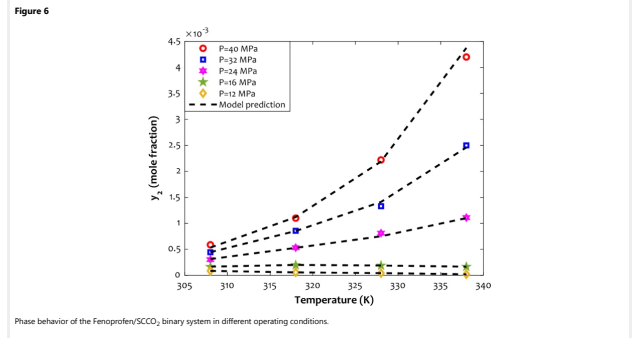 Figure 6
×10⁻³
4.5
4
3.5
3
2.5
2
1.5
1
0.5
0
y₂ (mole fraction)
P=40 MPa
P=32 MPa
P=24 MPa
P=16 MPa
P=12 MPa
Model prediction
305 310 315 320 325 330 335 340
Temperature (K)
Phase behavior of the Fenoprofen/SCCO₂ binary system in different operating conditions.